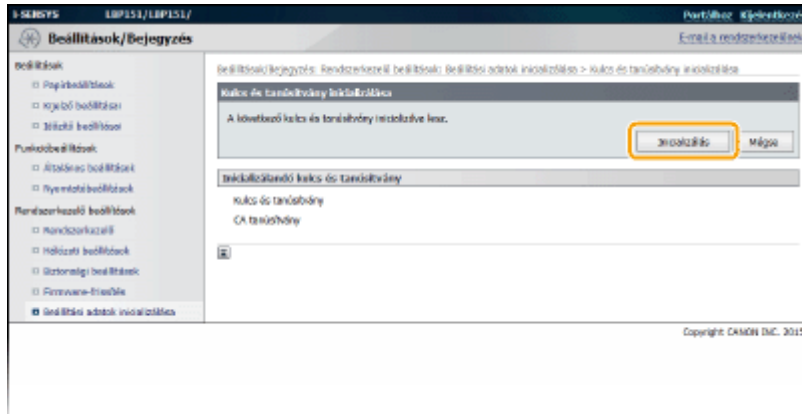 i-SENSYS LBP151/LBP151/ Portálhoz Kijelentkezés
Beállítások/Bejegyzés E-mail a rendszerkezelőnek
Beállítások
Papírbeállítások
Kijelző beállításai
Időzítő beállításai
Funkcióbeállítások
Általános beállítások
Nyomtatóbeállítások
Rendszerkezelő beállítások
Rendszerkezelő
Hálózati beállítások
Biztonsági beállítások
Firmware-frissítés
Beállítási adatok inicializálása
Beállítások/Bejegyzés: Rendszerkezelő beállítások: Beállítási adatok inicializálása > Kulcs és tanúsítvány inicializálása
Kulcs és tanúsítvány inicializálása
A következő kulcs és tanúsítvány inicializálva lesz.
Inicializálás Mégse
Inicializálandó kulcs és tanúsítvány
Kulcs és tanúsítvány
CA tanúsítvány
Copyright CANON INC. 2015